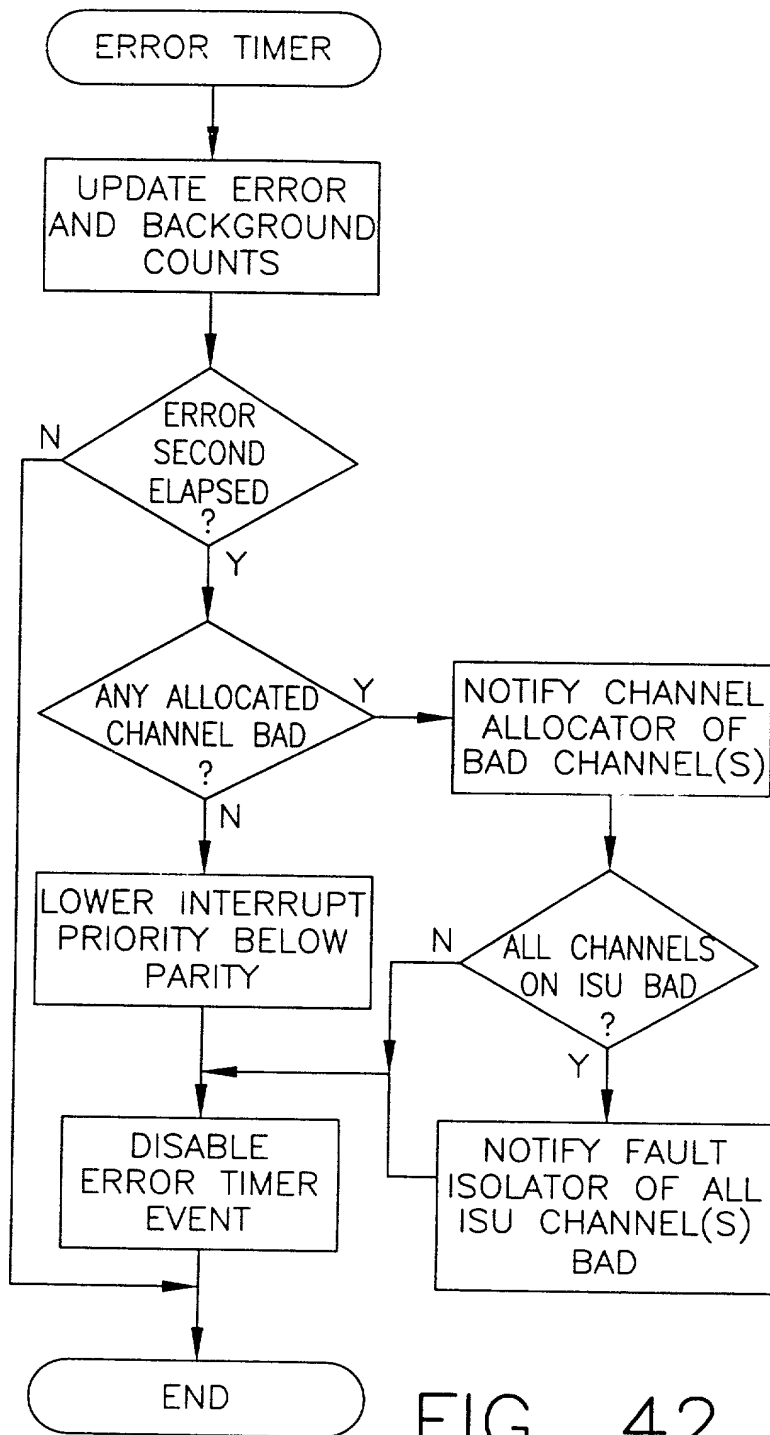 ERROR TIMER
UPDATE ERROR
AND BACKGROUND
COUNTS
ERROR
SECOND
ELAPSED
?
N
Y
ANY ALLOCATED
CHANNEL BAD
?
Y
N
NOTIFY CHANNEL
ALLOCATOR OF
BAD CHANNEL(S)
LOWER INTERRUPT
PRIORITY BELOW
PARITY
ALL CHANNELS
ON ISU BAD
?
N
Y
DISABLE
ERROR TIMER
EVENT
NOTIFY FAULT
ISOLATOR OF ALL
ISU CHANNEL(S)
BAD
END
FIG. 42